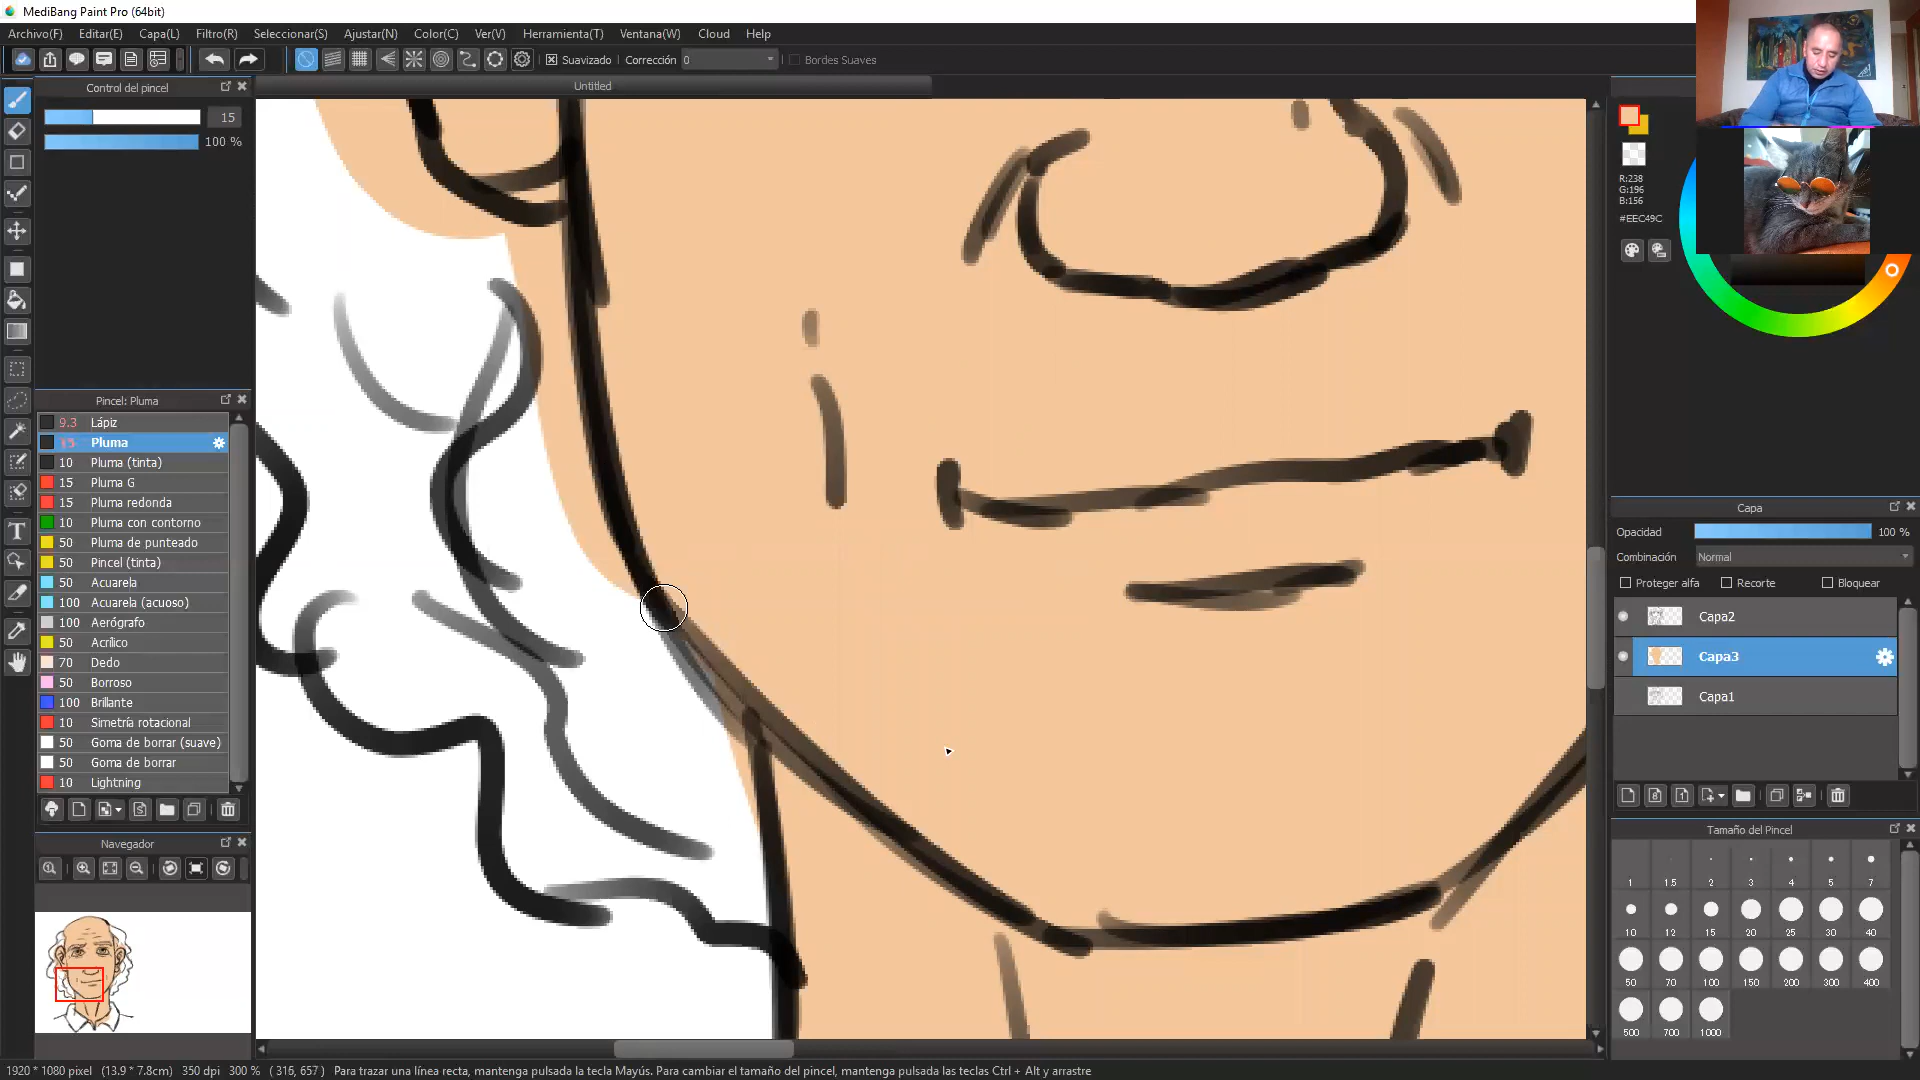 MediBang Paint Pro (64bit)
Archivo(F) Editar(E) Capa(L) Filtro(R) Seleccionar(S) Ajustar(N) Color(C) Ver(V) Herramienta(T) Ventana(W) Cloud Help
Suavizado Corrección 0 Bordes Suaves
Untitled
Control del pincel
15
100 %
Pincel: Pluma
9.3 Lápiz
15 Pluma
10 Pluma (tinta)
15 Pluma G
15 Pluma redonda
10 Pluma con contorno
50 Pluma de punteado
50 Pincel (tinta)
50 Acuarela
100 Acuarela (acuoso)
100 Aerógrafo
50 Acrílico
70 Dedo
50 Borroso
100 Brillante
10 Simetría rotacional
50 Goma de borrar (suave)
50 Goma de borrar
10 Lightning
Navegador
R:238
G:196
B:156
#EEC49C
Capa
Opacidad 100 %
Combinación Normal
Proteger alfa Recorte Bloquear
Capa2
Capa3
Capa1
Tamaño del Pincel
1 1.5 2 3 4 5 7
10 12 15 20 25 30 40
50 70 100 150 200 300 400
500 700 1000
1920 * 1080 pixel (13.9 * 7.8cm) 350 dpi 300 % ( 316, 657 ) Para trazar una línea recta, mantenga pulsada la tecla Mayús. Para cambiar el tamaño del pincel, mantenga pulsadas las teclas Ctrl + Alt y arrastre